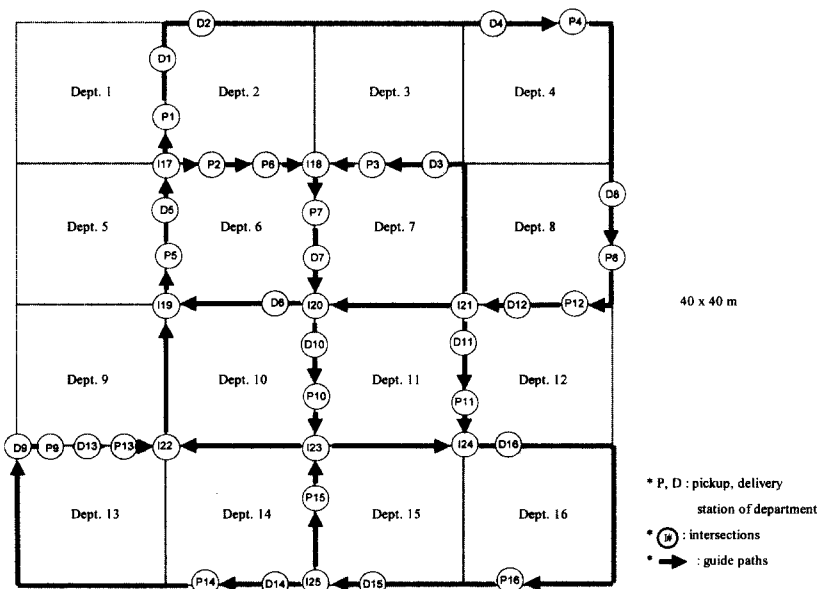 D2 D4 P4
D1
Dept. 1 Dept. 2 Dept. 3 Dept. 4
P1
I17 P2 P6 I18 P3 D3
D5 P7 D8
Dept. 5 Dept. 6 Dept. 7 Dept. 8
P5 D7 P8
I19 D6 I20 I21 D12 P12 40 x 40 m
D10 D11
Dept. 9 Dept. 10 Dept. 11 Dept. 12
P10 P11
D9 P9 D13 P13 I22 I23 I24 D16
Dept. 13 Dept. 14 P15 Dept. 15 Dept. 16
* P, D : pickup, delivery
station of department
* I# : intersections
* : guide paths
P14 D14 I25 D15 P16